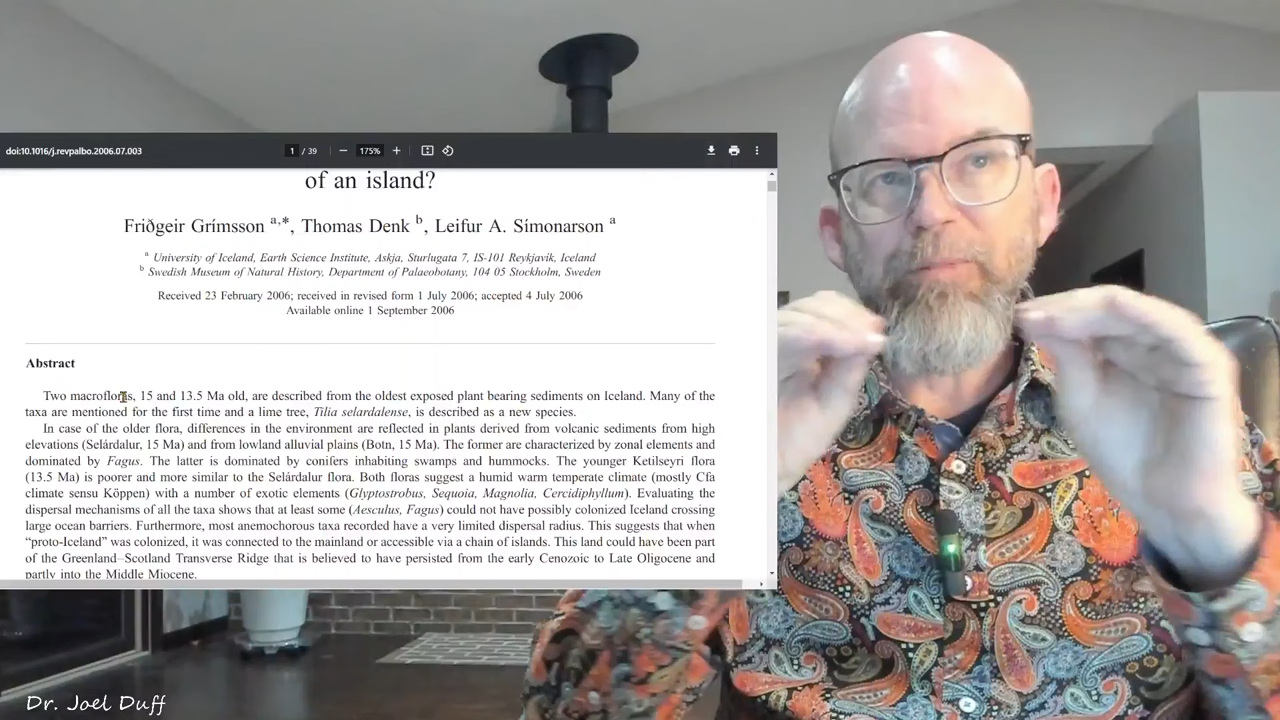 doi:10.1016/j.revpalbo.2006.07.003
1 / 39
175%
of an island?
Friðgeir Grímsson a,*, Thomas Denk b, Leifur A. Símonarson a
a University of Iceland, Earth Science Institute, Askja, Sturlugata 7, IS-101 Reykjavik, Iceland
b Swedish Museum of Natural History, Department of Palaeobotany, 104 05 Stockholm, Sweden
Received 23 February 2006; received in revised form 1 July 2006; accepted 4 July 2006
Available online 1 September 2006
Abstract
Two macrofloras, 15 and 13.5 Ma old, are described from the oldest exposed plant bearing sediments on Iceland. Many of the
taxa are mentioned for the first time and a lime tree, Tilia selardalense, is described as a new species.
In case of the older flora, differences in the environment are reflected in plants derived from volcanic sediments from high
elevations (Selárdalur, 15 Ma) and from lowland alluvial plains (Botn, 15 Ma). The former are characterized by zonal elements and
dominated by Fagus. The latter is dominated by conifers inhabiting swamps and hummocks. The younger Ketilseyri flora
(13.5 Ma) is poorer and more similar to the Selárdalur flora. Both floras suggest a humid warm temperate climate (mostly Cfa
climate sensu Köppen) with a number of exotic elements (Glyptostrobus, Sequoia, Magnolia, Cercidiphyllum). Evaluating the
dispersal mechanisms of all the taxa shows that at least some (Aesculus, Fagus) could not have possibly colonized Iceland crossing
large ocean barriers. Furthermore, most anemochorous taxa recorded have a very limited dispersal radius. This suggests that when
“proto-Iceland” was colonized, it was connected to the mainland or accessible via a chain of islands. This land could have been part
of the Greenland–Scotland Transverse Ridge that is believed to have persisted from the early Cenozoic to Late Oligocene and
partly into the Middle Miocene.
Dr. Joel Duff